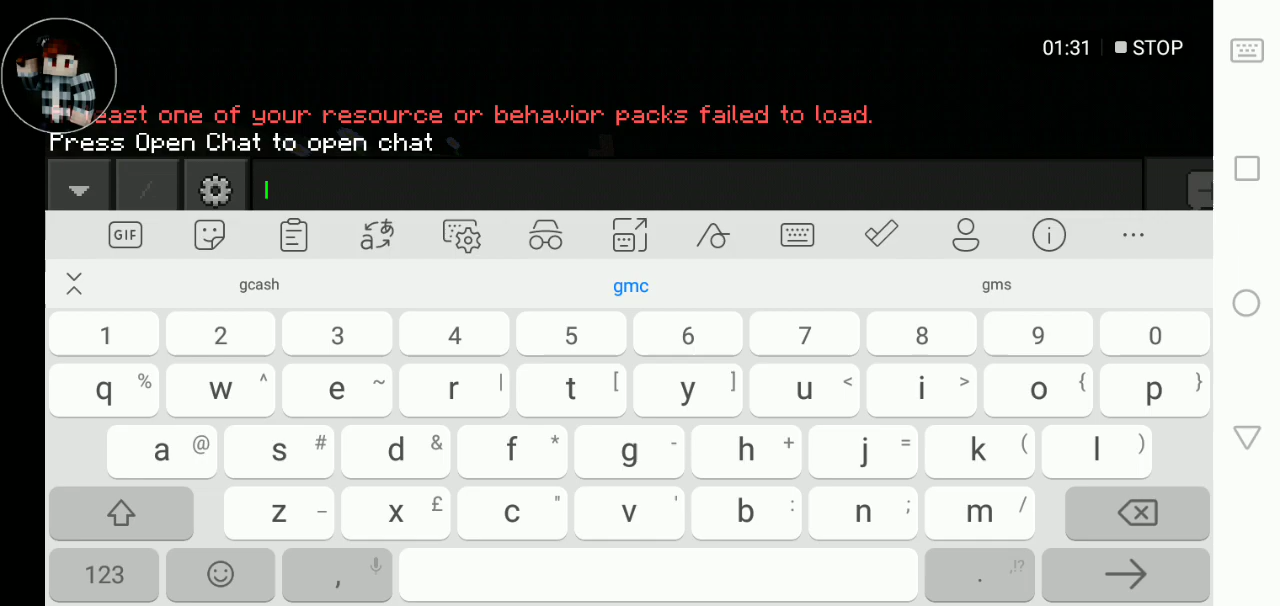 01:31 STOP
east one of your resource or behavior packs failed to load.
Press Open Chat to open chat
/
GIF
gcash gmc gms
1 2 3 4 5 6 7 8 9 0
q % w ^ e ~ r | t [ y ] u < i > o { p }
a @ s # d & f * g - h + j = k ( l )
z _ x £ c " v ' b : n ; m /
123 , . ,!?